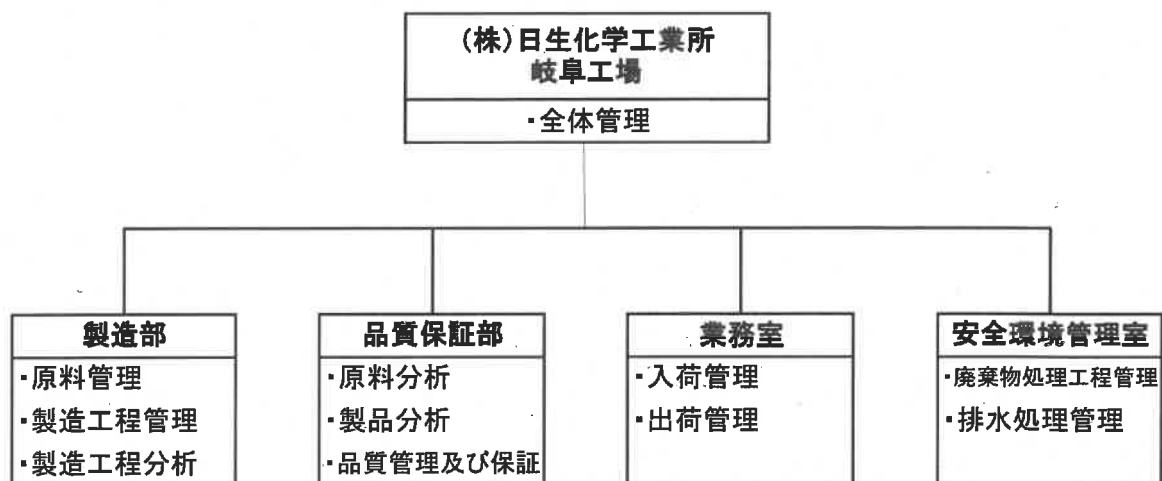 (株)日生化学工業所
岐阜工場
・全体管理
製造部
・原料管理
・製造工程管理
・製造工程分析
品質保証部
・原料分析
・製品分析
・品質管理及び保証
業務室
・入荷管理
・出荷管理
安全環境管理室
・廃棄物処理工程管理
・排水処理管理